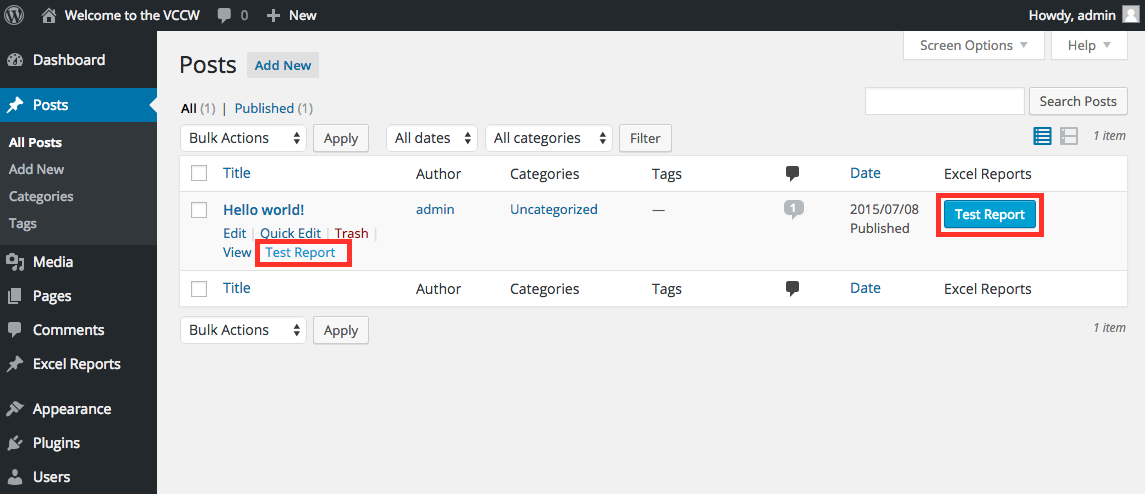 Welcome to the VCCW 0 New Howdy, admin
Dashboard
Posts
All Posts
Add New
Categories
Tags
Media
Pages
Comments
Excel Reports
Appearance
Plugins
Users
Screen Options Help
Posts Add New
All (1) | Published (1)
Search Posts
Bulk Actions Apply All dates All categories Filter 1 item
Title Author Categories Tags Date Excel Reports
Hello world! admin Uncategorized — 1 2015/07/08 Test Report
Edit | Quick Edit | Trash | Published
View Test Report
Title Author Categories Tags Date Excel Reports
Bulk Actions Apply 1 item